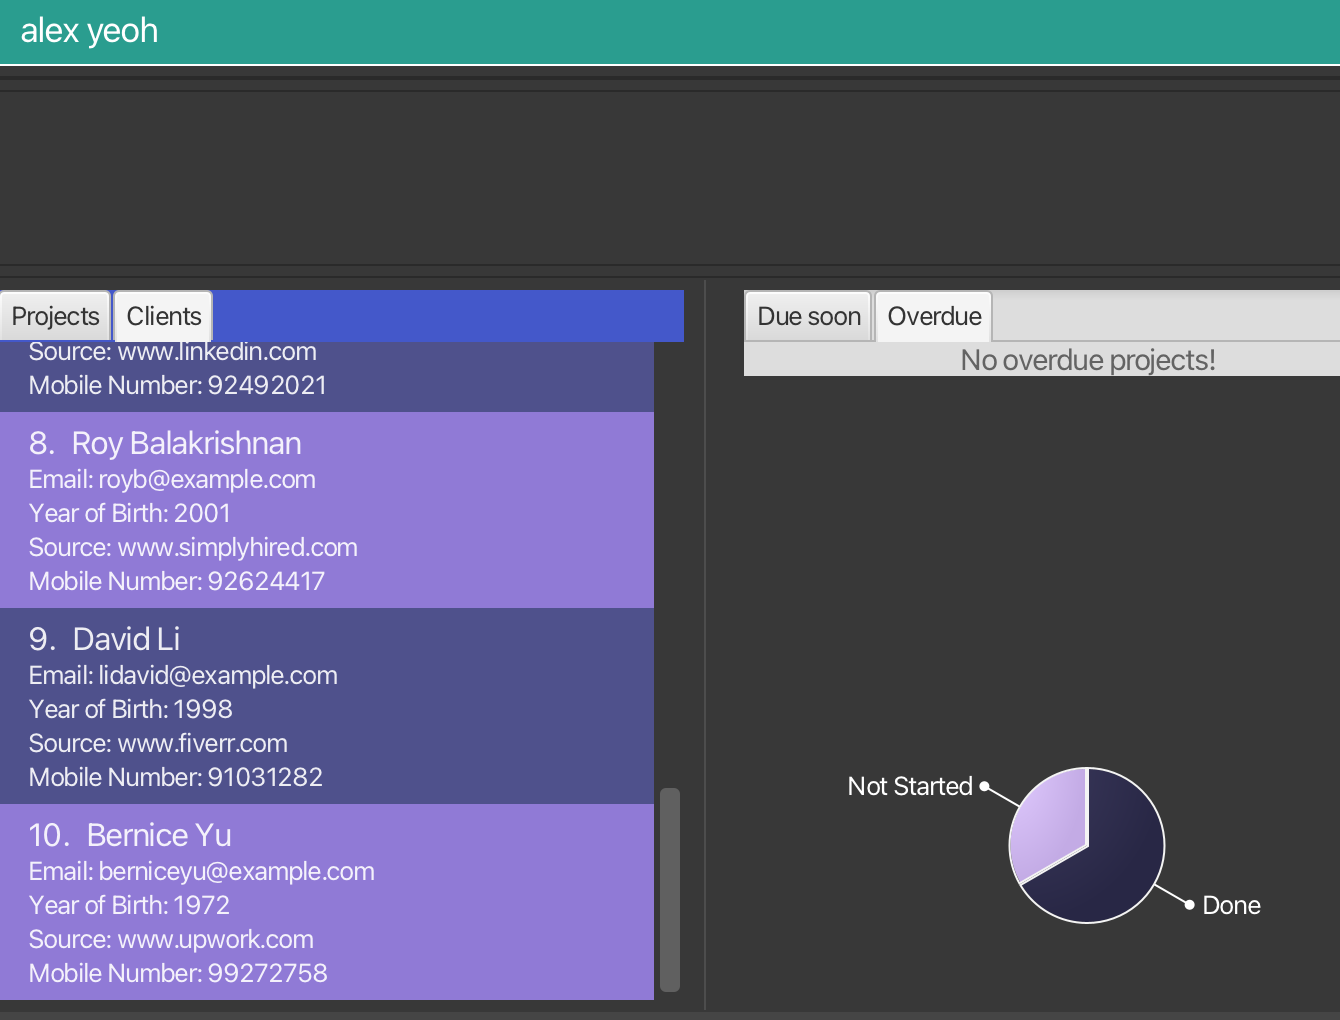 alex yeoh
Projects
Clients
Source: www.linkedin.com
Mobile Number: 92492021
8. Roy Balakrishnan
Email: royb@example.com
Year of Birth: 2001
Source: www.simplyhired.com
Mobile Number: 92624417
9. David Li
Email: lidavid@example.com
Year of Birth: 1998
Source: www.fiverr.com
Mobile Number: 91031282
10. Bernice Yu
Email: berniceyu@example.com
Year of Birth: 1972
Source: www.upwork.com
Mobile Number: 99272758
Due soon
Overdue
No overdue projects!
Not Started
Done